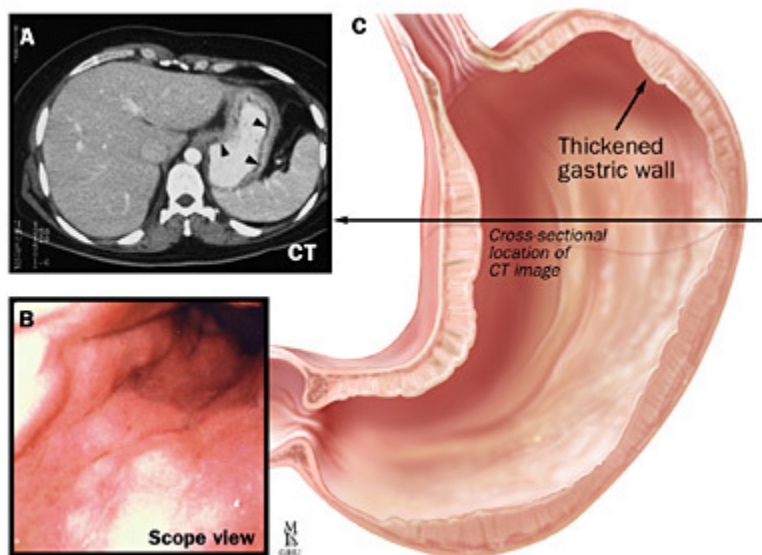 A
CT
B
Scope view
C
Thickened
gastric wall
Cross-sectional
location of
CT image